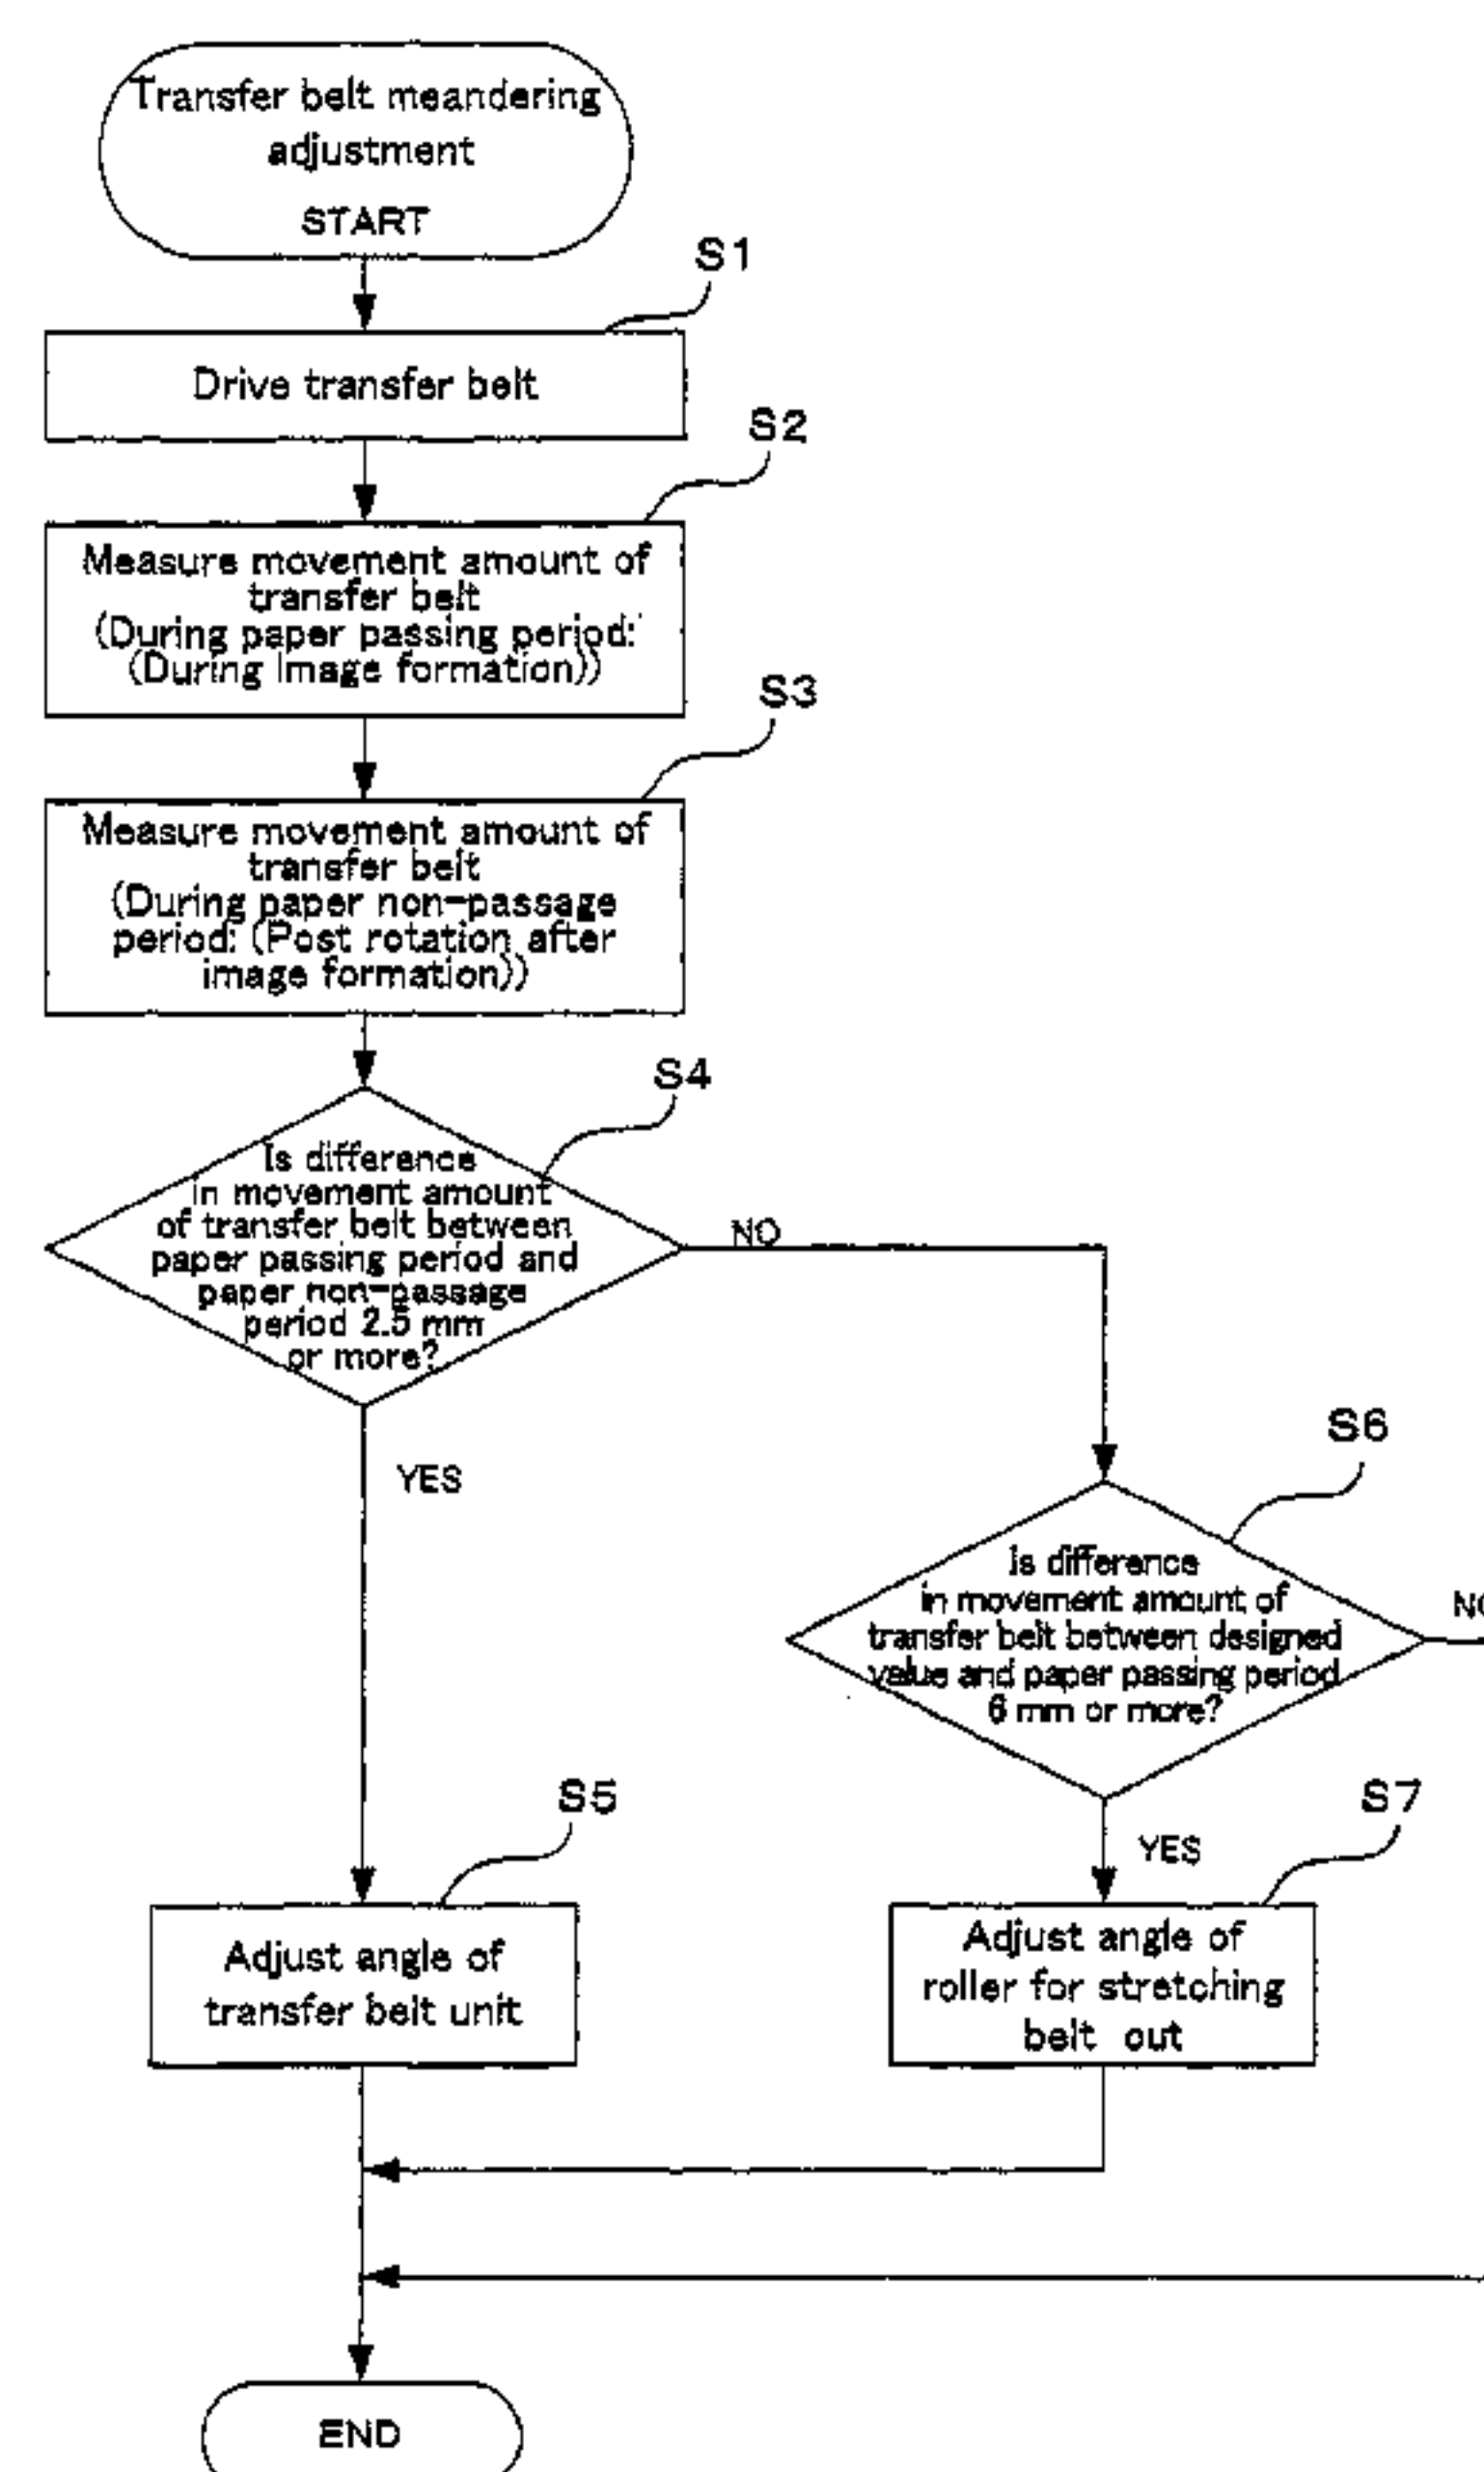 Transfer belt meandering
adjustment
START
S1
Drive transfer belt
S2
Measure movement amount of
transfer belt
(During paper passing period:
(During image formation))
S3
Measure movement amount of
transfer belt
(During paper non-passage
period: (Post rotation after
image formation))
S4
Is difference
in movement amount
of transfer belt between
paper passing period and
paper non-passage
period 2.5 mm
or more?
NO
YES
S6
Is difference
in movement amount of
transfer belt between designed
value and paper passing period
6 mm or more?
NO
YES
S5
Adjust angle of
transfer belt unit
S7
Adjust angle of
roller for stretching
belt out
END